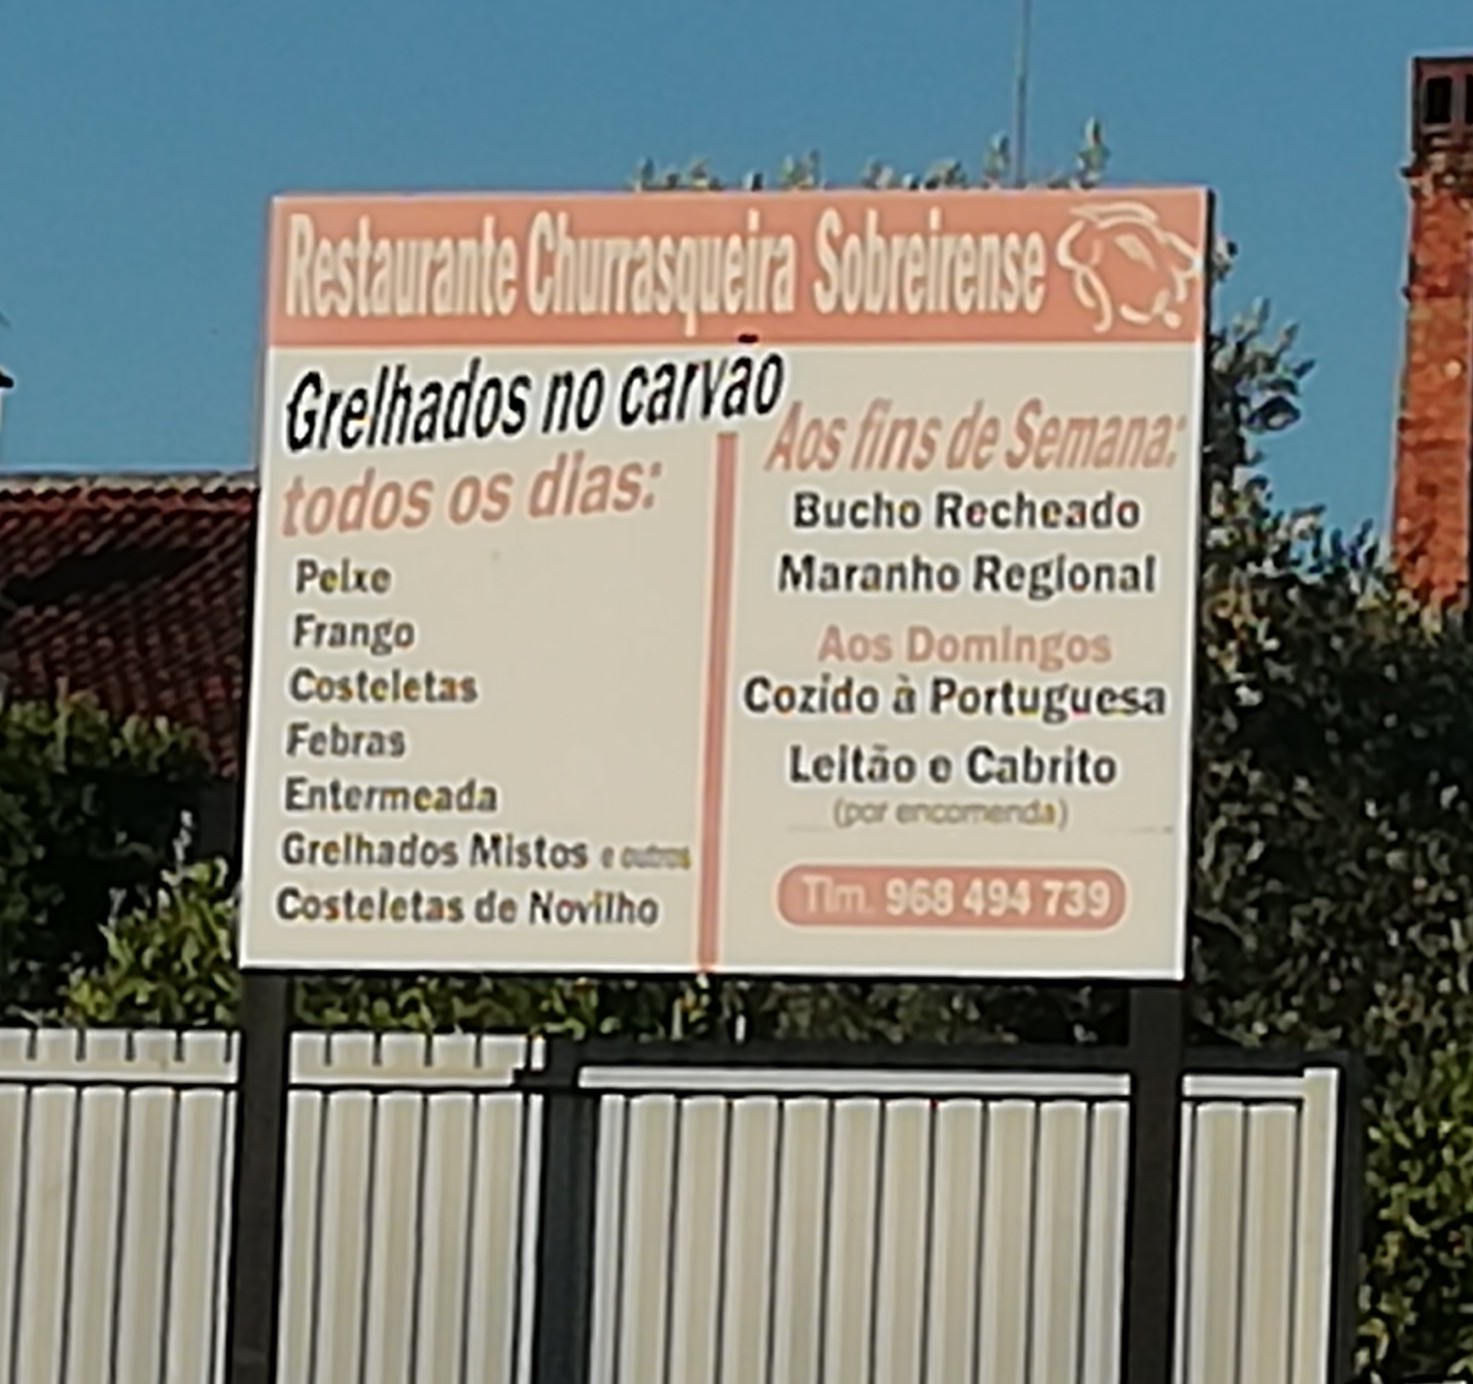 Restaurante Churrasqueira Sobreirense
Grelhados no carvão
todos os dias:
Peixe
Frango
Costeletas
Febras
Entermeada
Grelhados Mistos e outros
Costeletas de Novilho
Aos fins de Semana:
Bucho Recheado
Maranho Regional
Aos Domingos
Cozido à Portuguesa
Leitão e Cabrito
(por encomenda)
Tlm. 968 494 739